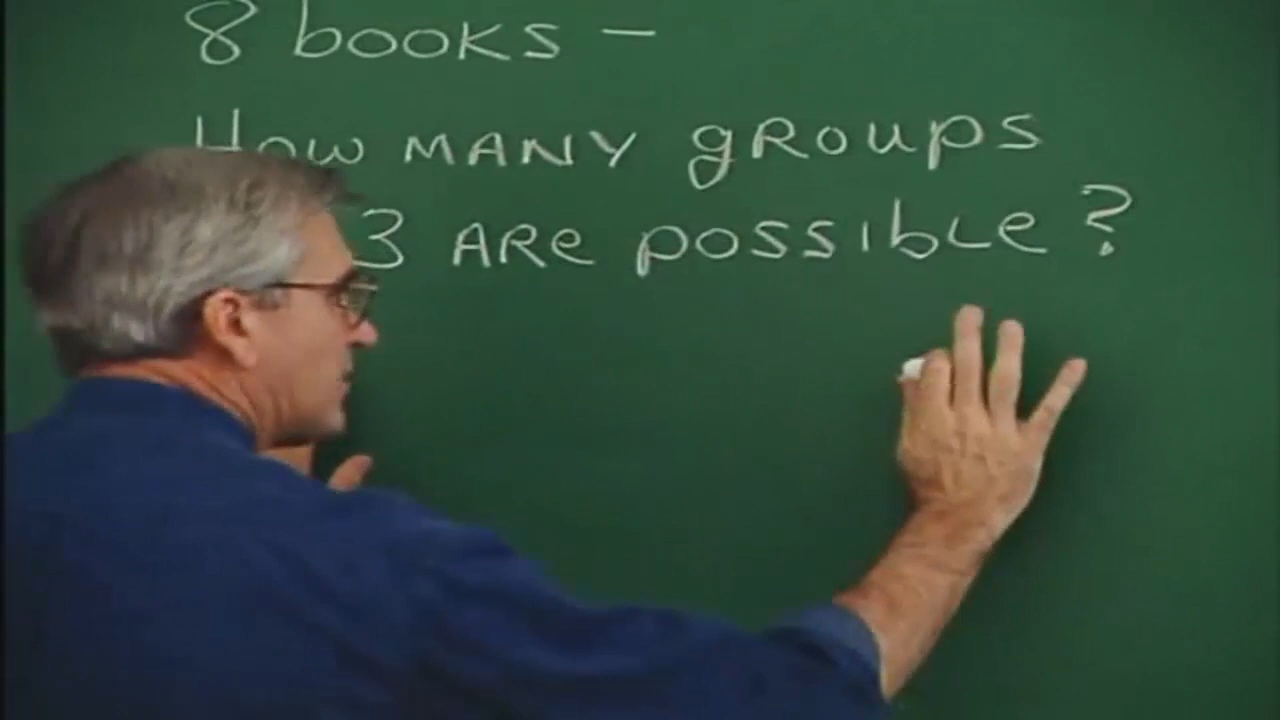 8 books –
How MANY gROUpS
3 ARe possible?